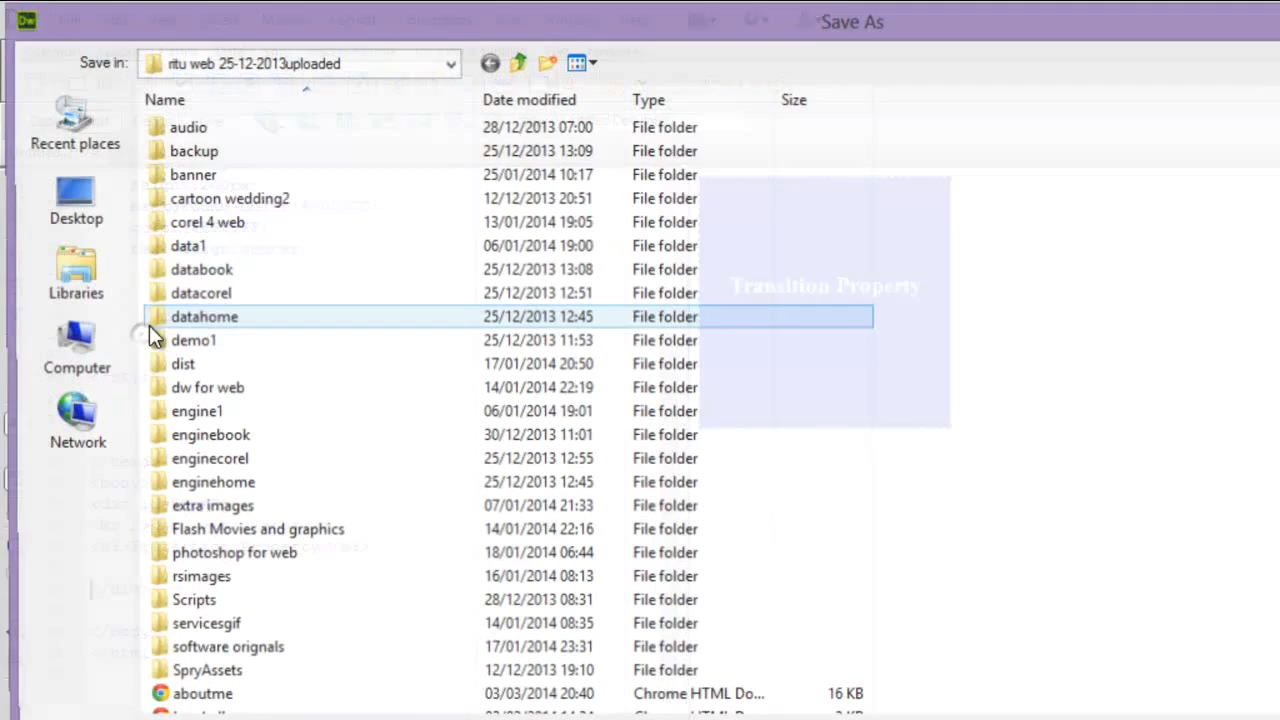 Dw
Save As
Save in: ritu web 25-12-2013uploaded
Name Date modified Type Size
Recent places
Desktop
Libraries
Computer
Network
audio 28/12/2013 07:00 File folder
backup 25/12/2013 13:09 File folder
banner 25/01/2014 10:17 File folder
cartoon wedding2 12/12/2013 20:51 File folder
corel 4 web 13/01/2014 19:05 File folder
data1 06/01/2014 19:00 File folder
databook 25/12/2013 13:08 File folder
datacorel 25/12/2013 12:51 File folder
datahome 25/12/2013 12:45 File folder
demo1 25/12/2013 11:53 File folder
dist 17/01/2014 20:50 File folder
dw for web 14/01/2014 22:19 File folder
engine1 06/01/2014 19:01 File folder
enginebook 30/12/2013 11:01 File folder
enginecorel 25/12/2013 12:55 File folder
enginehome 25/12/2013 12:45 File folder
extra images 07/01/2014 21:33 File folder
Flash Movies and graphics 14/01/2014 22:16 File folder
photoshop for web 18/01/2014 06:44 File folder
rsimages 16/01/2014 08:13 File folder
Scripts 28/12/2013 08:31 File folder
servicesgif 14/01/2014 08:35 File folder
software orignals 17/01/2014 23:31 File folder
SpryAssets 12/12/2013 19:10 File folder
aboutme 03/03/2014 20:40 Chrome HTML Do... 16 KB
Transition Property